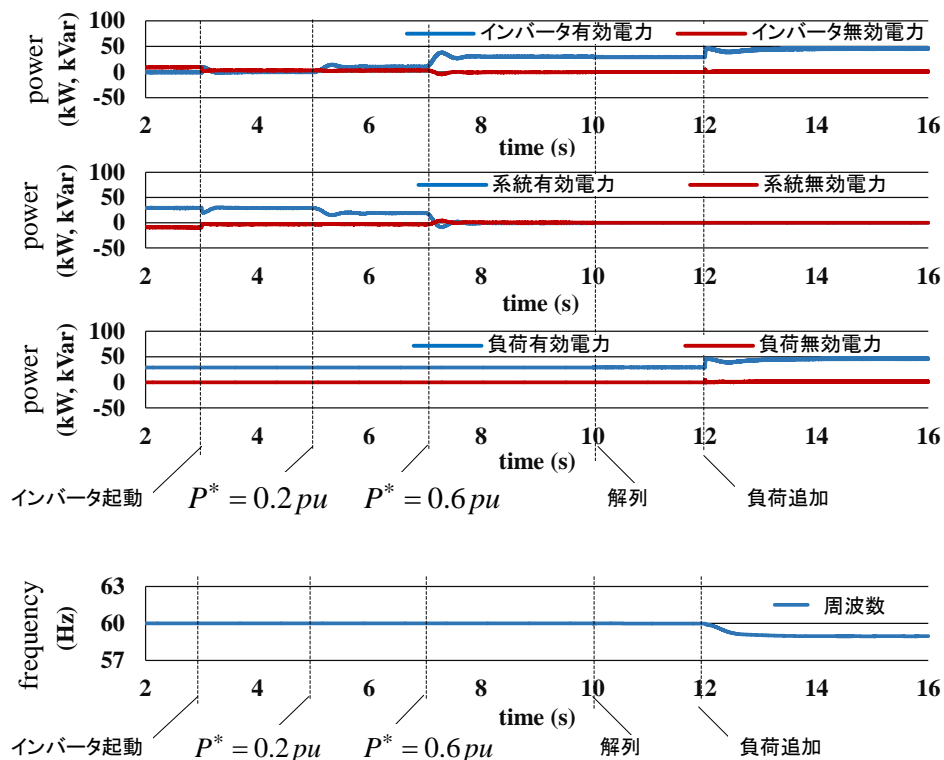 100
50
0
-50
power
(kW, kVar)
インバータ有効電力 インバータ無効電力
2 4 6 8 10 12 14 16
time (s)
100
50
0
-50
power
(kW, kVar)
系統有効電力 系統無効電力
2 4 6 8 10 12 14 16
time (s)
100
50
0
-50
power
(kW, kVar)
負荷有効電力 負荷無効電力
2 4 6 8 10 12 14 16
time (s)
インバータ起動 P* = 0.2 pu P* = 0.6 pu 解列 負荷追加
63
60
57
frequency
(Hz)
周波数
2 4 6 8 10 12 14 16
time (s)
インバータ起動 P* = 0.2 pu P* = 0.6 pu 解列 負荷追加